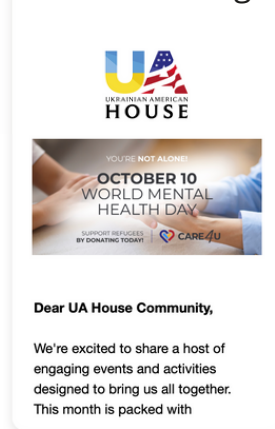 UA
UKRAINIAN AMERICAN
HOUSE
YOU'RE NOT ALONE!
OCTOBER 10
WORLD MENTAL
HEALTH DAY
SUPPORT REFUGEES
BY DONATING TODAY!
CARE4U
Dear UA House Community,
We're excited to share a host of
engaging events and activities
designed to bring us all together.
This month is packed with